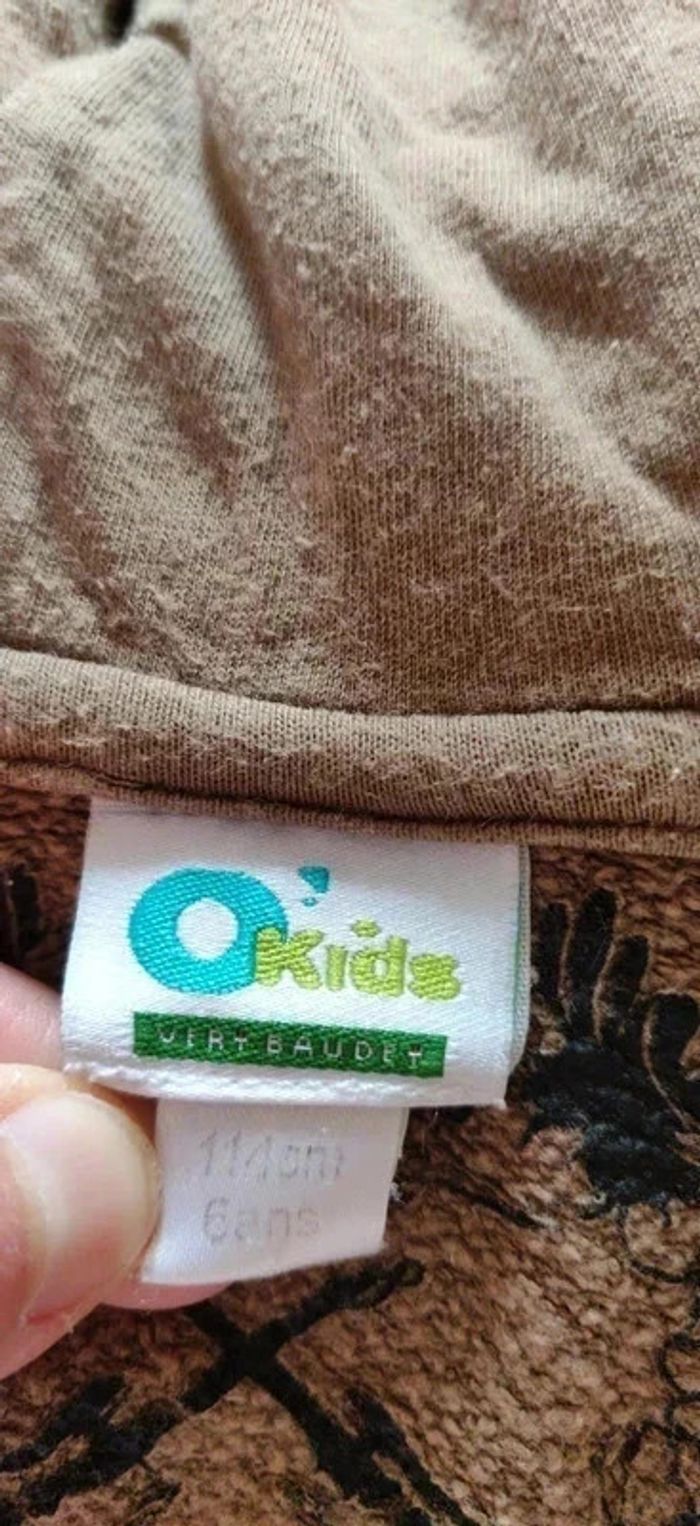 O'Kids
VERTBAUDET
114cm
6ans